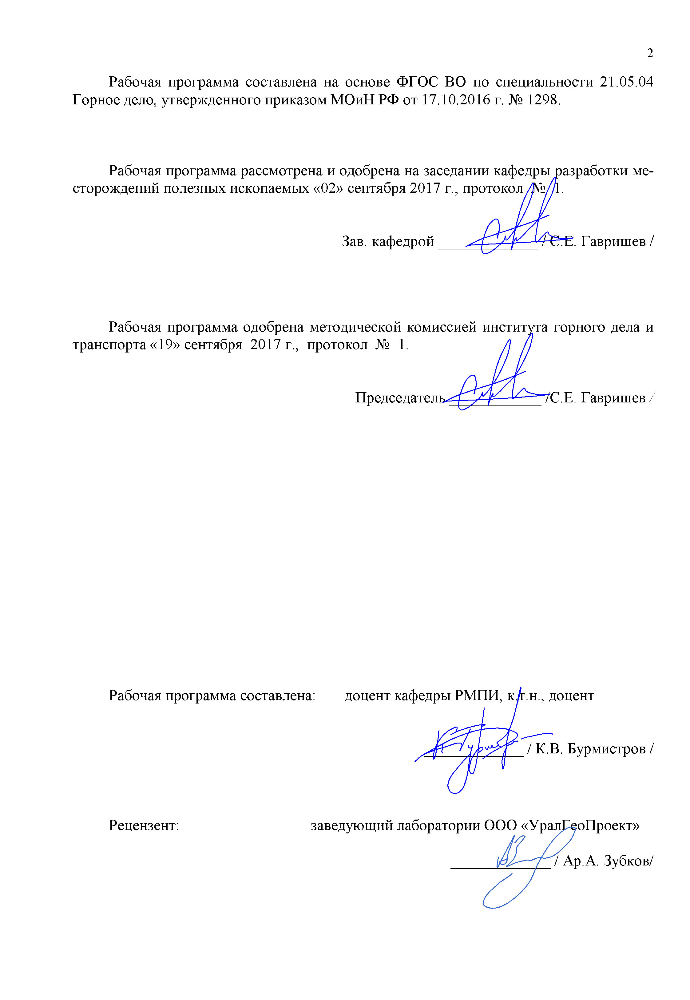 2
Рабочая программа составлена на основе ФГОС ВО по специальности 21.05.04
Горное дело, утвержденного приказом МОиН РФ от 17.10.2016 г. № 1298.
Рабочая программа рассмотрена и одобрена на заседании кафедры разработки ме-
сторождений полезных ископаемых «02» сентября 2017 г., протокол № 1.
Зав. кафедрой _____________ / С.Е. Гавришев /
Рабочая программа одобрена методической комиссией института горного дела и
транспорта «19» сентября 2017 г., протокол № 1.
Председатель ____________ /С.Е. Гавришев /
Рабочая программа составлена: доцент кафедры РМПИ, к.т.н., доцент
_____________ / К.В. Бурмистров /
Рецензент: заведующий лаборатории ООО «УралГеоПроект»
_____________ / Ар.А. Зубков/